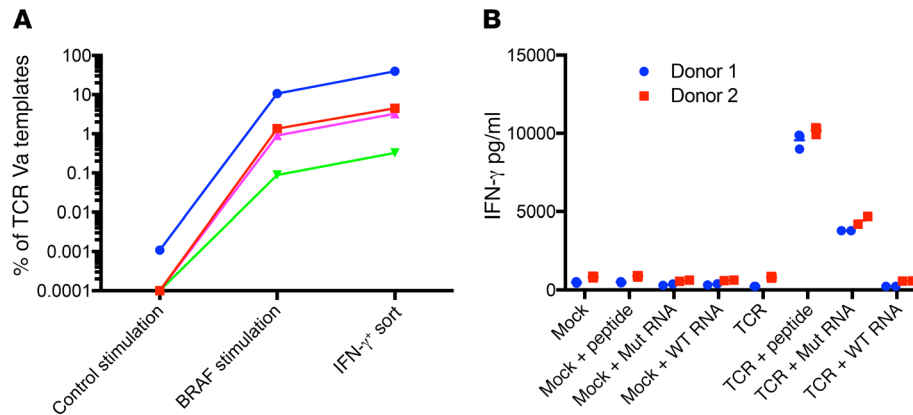 A
% of TCR Va templates
100
10
1
0.1
0.01
0.001
0.0001
Control stimulation
BRAF stimulation
IFN-γ+ sort
B
IFN-γ pg/ml
15000
10000
5000
0
Donor 1
Donor 2
Mock
Mock + peptide
Mock + Mut RNA
Mock + WT RNA
TCR
TCR + peptide
TCR + Mut RNA
TCR + WT RNA